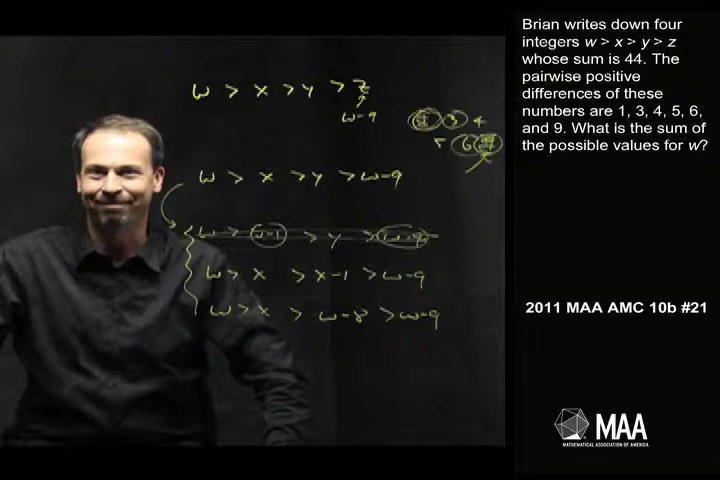 Brian writes down four
integers w > x > y > z
whose sum is 44. The
pairwise positive
differences of these
numbers are 1, 3, 4, 5, 6,
and 9. What is the sum of
the possible values for w?
2011 MAA AMC 10b #21
MAA
MATHEMATICAL ASSOCIATION OF AMERICA
w > x > y > z
w-9
1 3 4
5 6 9
w > x > y > w-9
w > w-1 > y > w-9
w > x > x-1 > w-9
w > x > w-8 > w-9